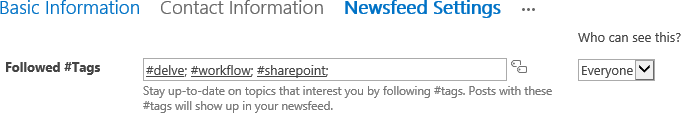 Basic Information Contact Information Newsfeed Settings ...
Who can see this?
Followed #Tags #delve; #workflow; #sharepoint; Everyone
Stay up-to-date on topics that interest you by following #tags. Posts with these
#tags will show up in your newsfeed.